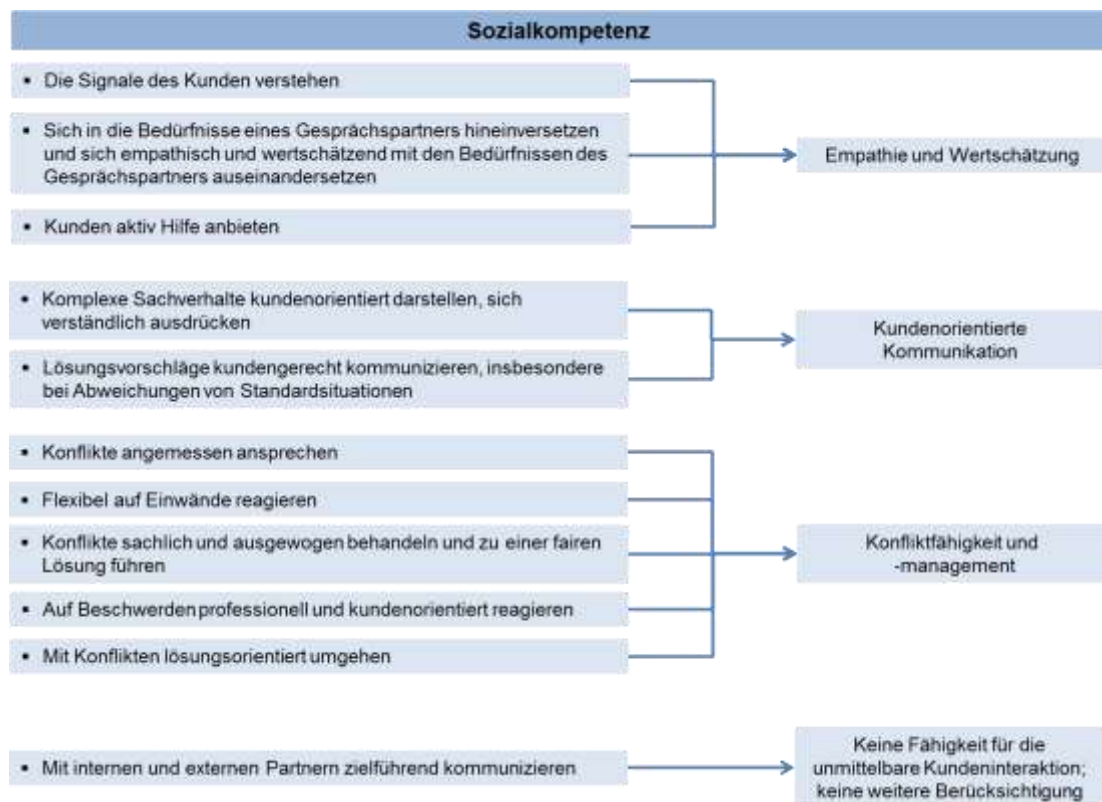 Sozialkompetenz
▪ Die Signale des Kunden verstehen
▪ Sich in die Bedürfnisse eines Gesprächspartners hineinversetzen
und sich empathisch und wertschätzend mit den Bedürfnissen des
Gesprächspartners auseinandersetzen
▪ Kunden aktiv Hilfe anbieten
Empathie und Wertschätzung
▪ Komplexe Sachverhalte kundenorientiert darstellen, sich
verständlich ausdrücken
▪ Lösungsvorschläge kundengerecht kommunizieren, insbesondere
bei Abweichungen von Standardsituationen
Kundenorientierte
Kommunikation
▪ Konflikte angemessen ansprechen
▪ Flexibel auf Einwände reagieren
▪ Konflikte sachlich und ausgewogen behandeln und zu einer fairen
Lösung führen
▪ Auf Beschwerden professionell und kundenorientiert reagieren
▪ Mit Konflikten lösungsorientiert umgehen
Konfliktfähigkeit und
-management
▪ Mit internen und externen Partnern zielführend kommunizieren
Keine Fähigkeit für die
unmittelbare Kundeninteraktion;
keine weitere Berücksichtigung